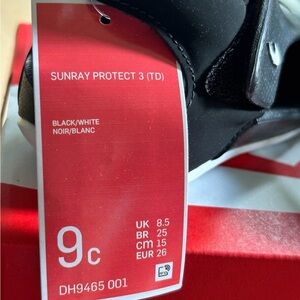 SUNRAY PROTECT 3 (TD)
BLACK/WHITE
NOIR/BLANC
9c
UK 8.5
BR 25
cm 15
EUR 26
DH9465 001